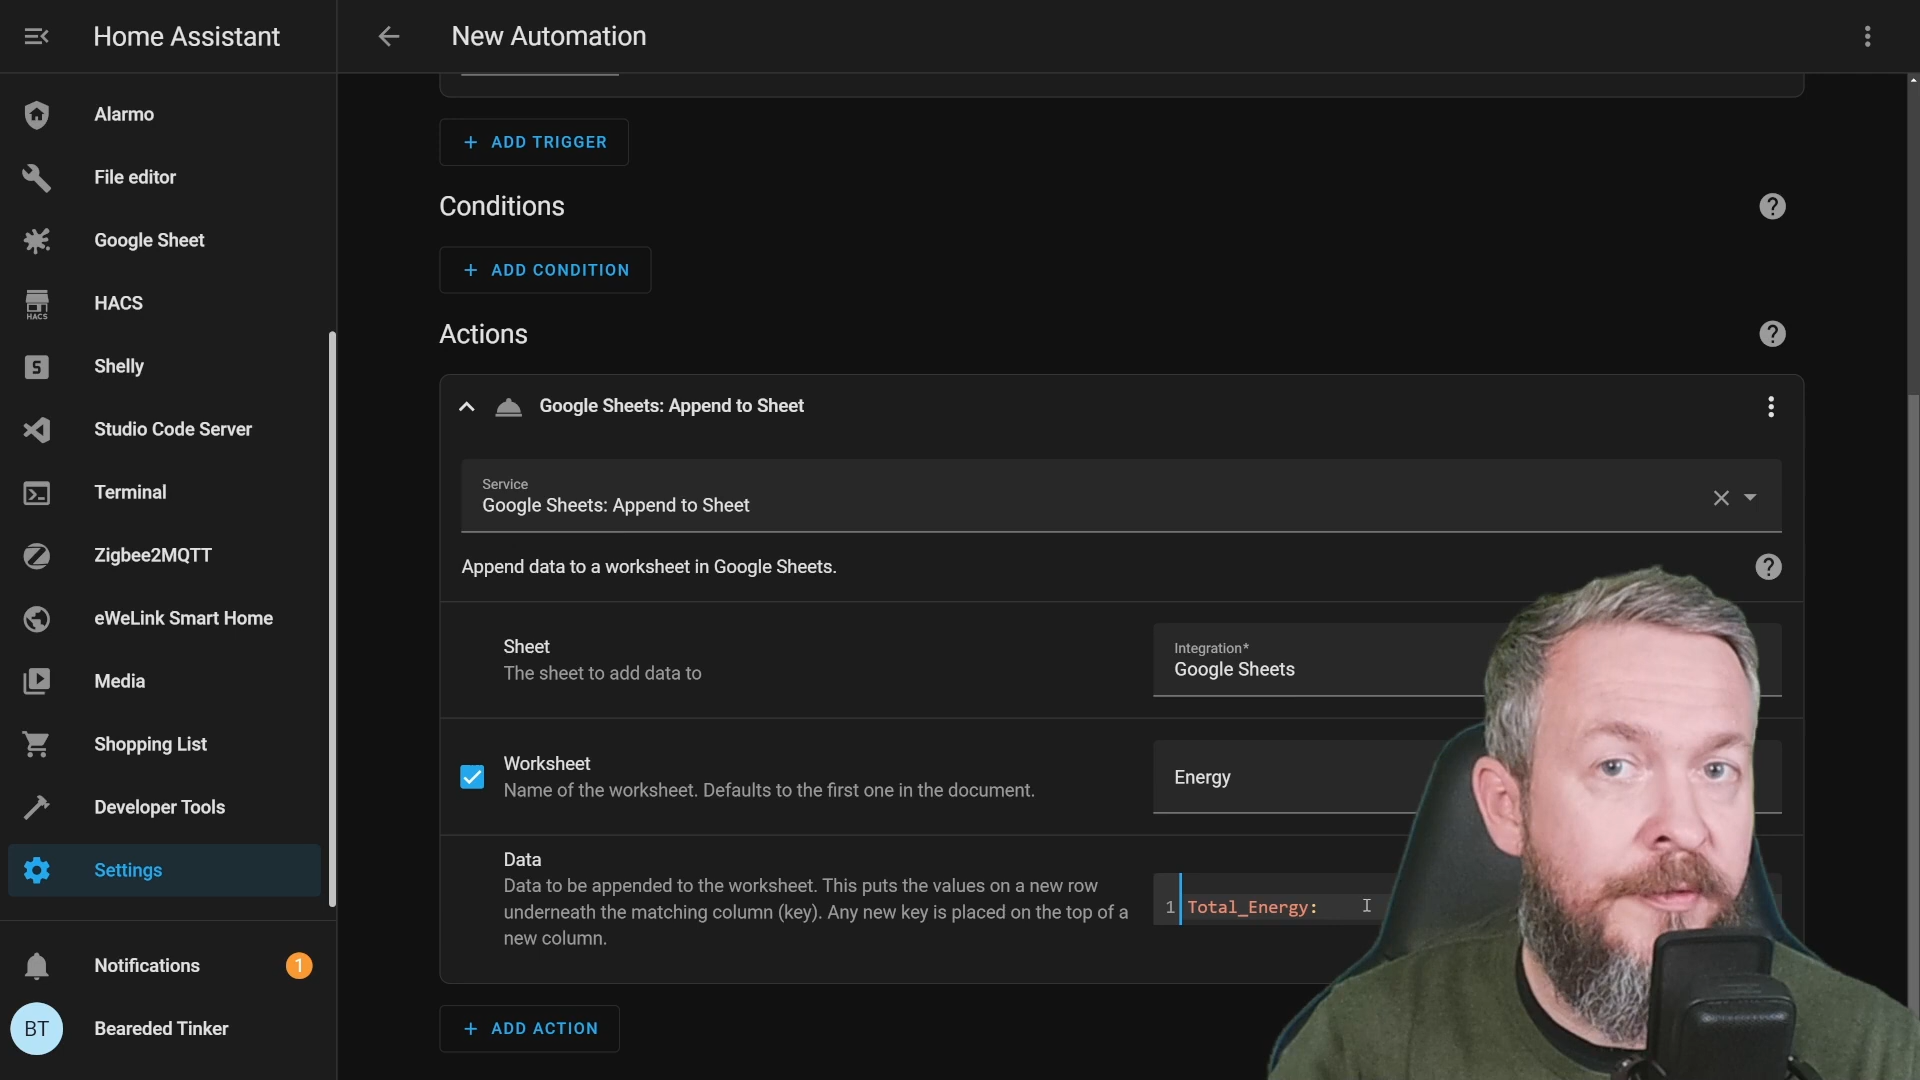 Home Assistant
New Automation
Alarmo
File editor
Google Sheet
HACS
HACS
Shelly
S
Studio Code Server
Terminal
Zigbee2MQTT
eWeLink Smart Home
Media
Shopping List
Developer Tools
Settings
Notifications
1
BT
Bearded Tinker
+ ADD TRIGGER
Conditions
?
+ ADD CONDITION
Actions
?
Google Sheets: Append to Sheet
Service
Google Sheets: Append to Sheet
Append data to a worksheet in Google Sheets.
?
Sheet
The sheet to add data to
Integration*
Google Sheets
Worksheet
Name of the worksheet. Defaults to the first one in the document.
Energy
Data
Data to be appended to the worksheet. This puts the values on a new row
underneath the matching column (key). Any new key is placed on the top of a
new column.
1 Total_Energy:
+ ADD ACTION